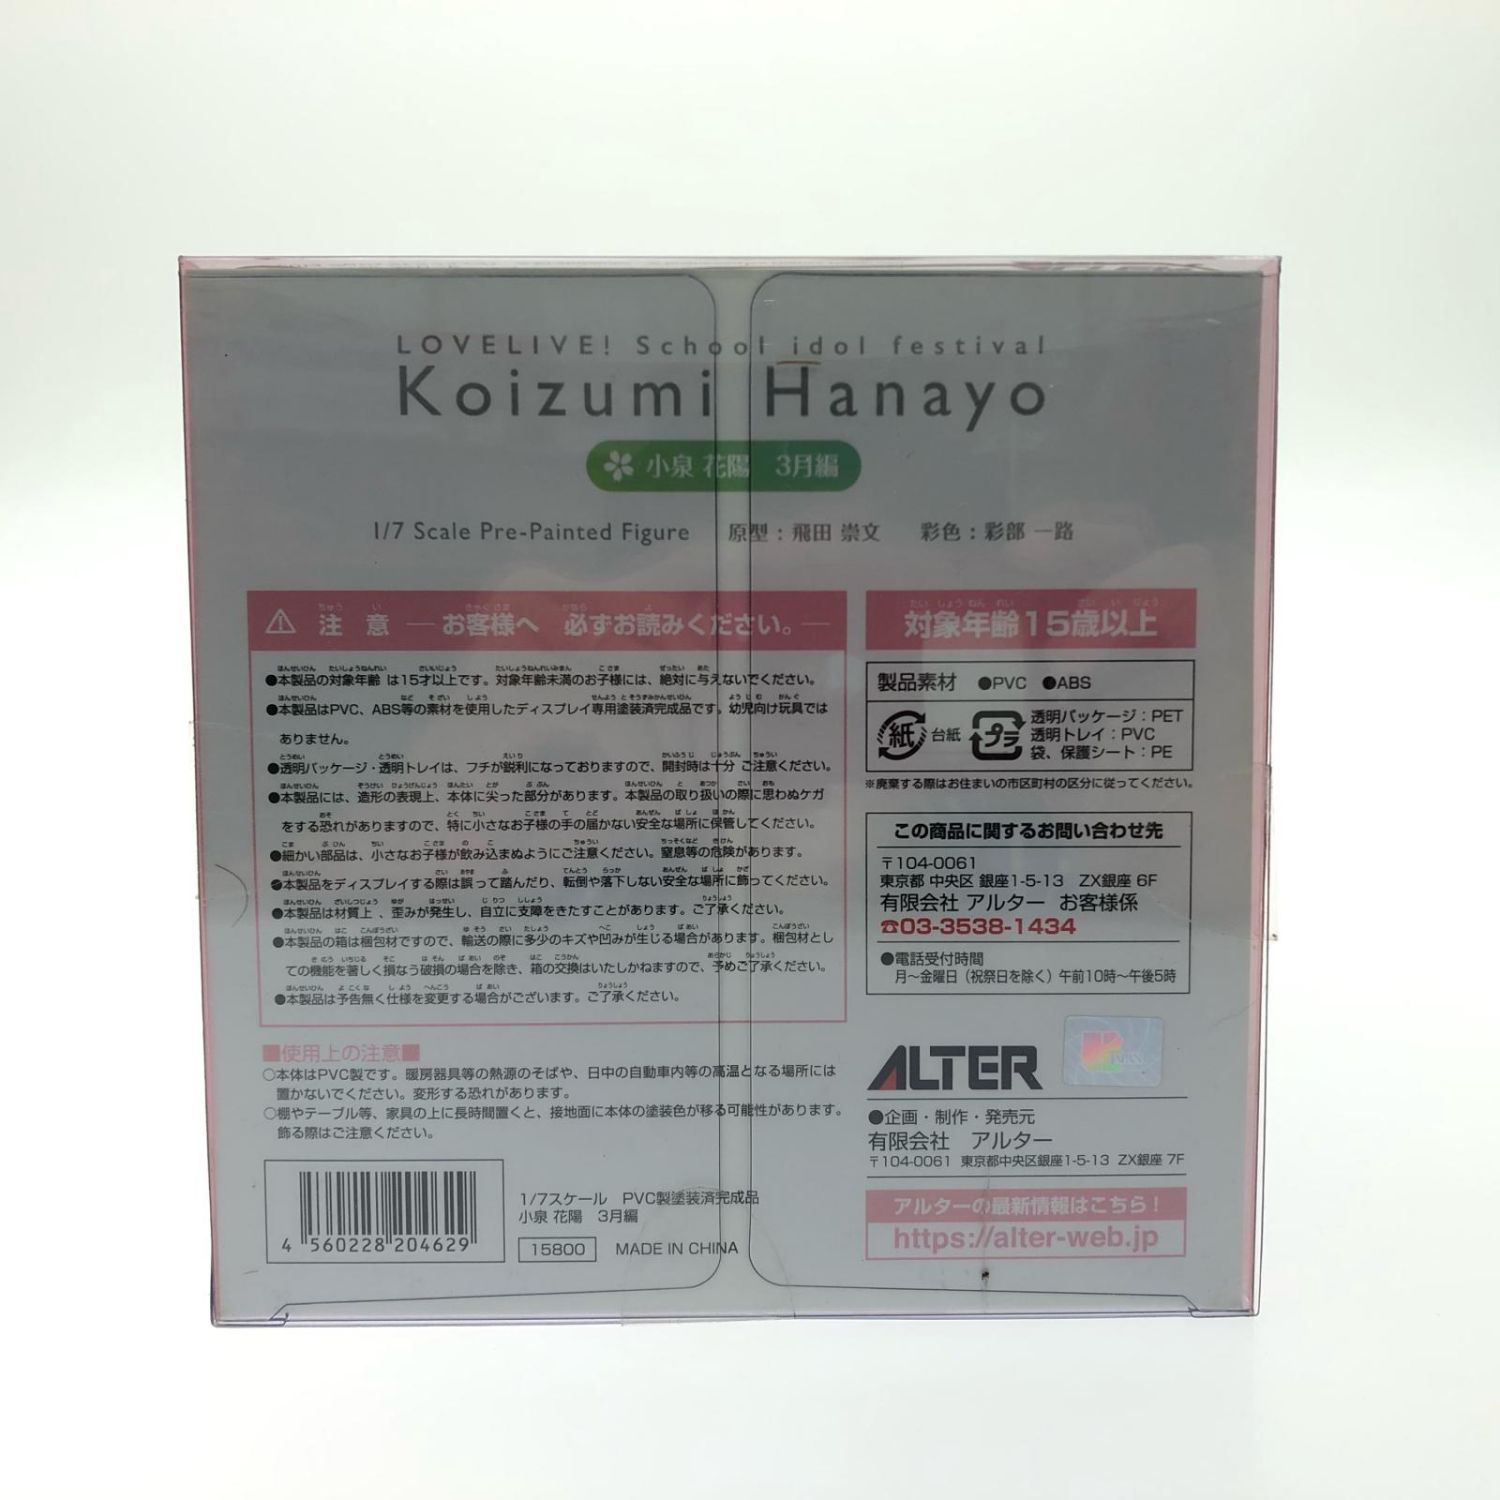 LOVELIVE! School idol festival
Koizumi Hanayo
小泉 花陽　3月編
1/7 Scale Pre-Painted Figure　原型：飛田 崇文　彩色：彩部 一路
⚠ 注 意 ―お客様へ　必ずお読みください。―
●本製品の対象年齢 は15才以上です。対象年齢未満のお子様には、絶対に与えないでください。
●本製品はPVC、ABS等の素材を使用したディスプレイ専用塗装済完成品です。幼児向け玩具では
ありません。
●透明パッケージ・透明トレイは、フチが鋭利になっておりますので、開封時は十分 ご注意ください。
●本製品には、造形の表現上、本体に尖った部分があります。本製品の取り扱いの際に思わぬケガ
をする恐れがありますので、特に小さなお子様の手の届かない安全な場所に保管してください。
●細かい部品は、小さなお子様が飲み込まぬようにご注意ください。窒息等の危険があります。
●本製品をディスプレイする際は誤って踏んだり、転倒や落下しない安全な場所に飾ってください。
●本製品は材質上 、歪みが発生し、自立に支障をきたすことがあります。ご了承ください。
●本製品の箱は梱包材ですので、輸送の際に多少のキズや凹みが生じる場合があります。梱包材とし
ての機能を著しく損なう破損の場合を除き、箱の交換はいたしかねますので、予めご了承ください。
●本製品は予告無く仕様を変更する場合がございます。ご了承ください。
■使用上の注意■
○本体はPVC製です。暖房器具等の熱源のそばや、日中の自動車内等の高温となる場所には
置かないでください。変形する恐れがあります。
○棚やテーブル等、家具の上に長時間置くと、接地面に本体の塗装色が移る可能性があります。
飾る際はご注意ください。
4 560228 204629
1/7スケール　PVC製塗装済完成品
小泉 花陽　3月編
15800　MADE IN CHINA
対象年齢15歳以上
製品素材　●PVC　●ABS
紙 台紙 プラ
透明パッケージ：PET
透明トレイ：PVC
袋、保護シート：PE
※廃棄する際はお住まいの市区町村の区分に従ってください。
この商品に関するお問い合わせ先
〒104-0061
東京都 中央区 銀座1-5-13　ZX銀座 6F
有限会社 アルター　お客様係
☎03-3538-1434
●電話受付時間
月～金曜日（祝祭日を除く）午前10時～午後5時
ALTER
●企画・制作・発売元
有限会社　アルター
〒104-0061　東京都中央区銀座1-5-13　ZX銀座 7F
アルターの最新情報はこちら！
https://alter-web.jp